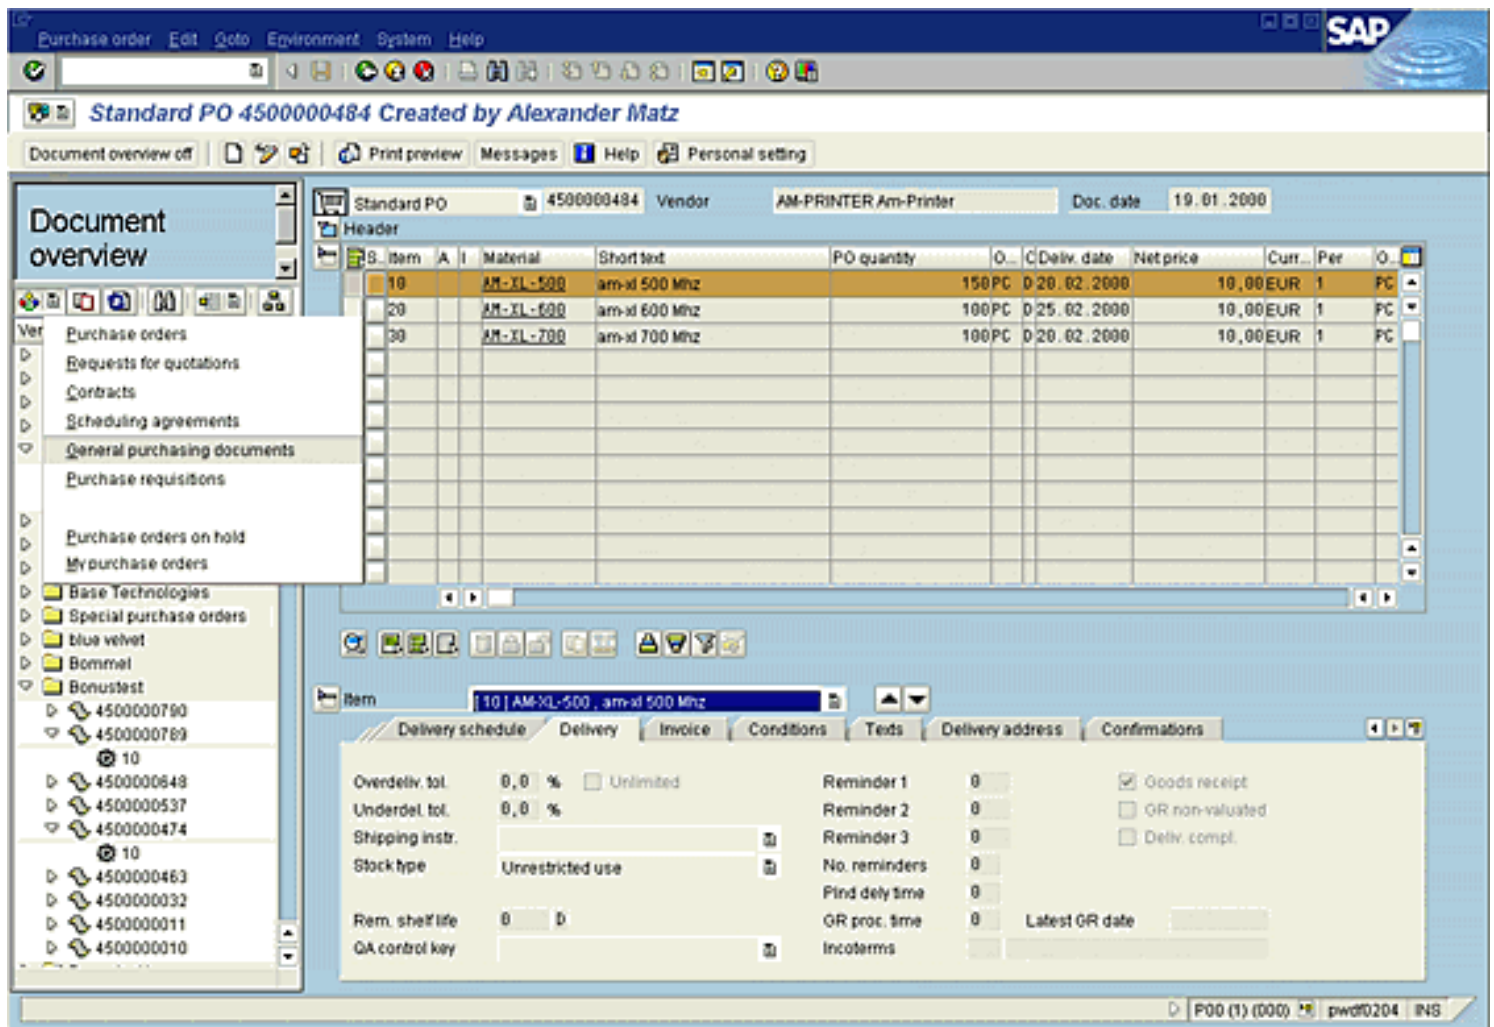 Purchase order Edit Goto Environment System Help
SAP
Standard PO 4500000484 Created by Alexander Matz
Document overview off Print preview Messages Help Personal setting
Document
overview
Standard PO 4500000484 Vendor AM-PRINTER Am-Printer Doc. date 19.01.2000
Header
S.. Item A I Material Short text PO quantity O... C Deliv. date Net price Curr... Per O...
10 AM-XL-500 am-xl 500 Mhz 150 PC D 20.02.2000 10,00 EUR 1 PC
20 AM-XL-600 am-xl 600 Mhz 100 PC D 25.02.2000 10,00 EUR 1 PC
30 AM-XL-700 am-xl 700 Mhz 100 PC D 20.02.2000 10,00 EUR 1 PC
Ver
Purchase orders
Requests for quotations
Contracts
Scheduling agreements
General purchasing documents
Purchase requisitions
Purchase orders on hold
My purchase orders
Base Technologies
Special purchase orders
blue velvet
Bommel
Bonustest
4500000790
4500000789
10
4500000648
4500000537
4500000474
10
4500000463
4500000032
4500000011
4500000010
Item [ 10 ] AM-XL-500 , am-xl 500 Mhz
Delivery schedule Delivery Invoice Conditions Texts Delivery address Confirmations
Overdeliv. tol. 0,0 % Unlimited Reminder 1 0 Goods receipt
Underdel. tol. 0,0 % Reminder 2 0 GR non-valuated
Shipping instr. Reminder 3 0 Deliv. compl.
Stock type Unrestricted use No. reminders 0
Plnd dely time 0
Rem. shelf life 0 D GR proc. time 0 Latest GR date
QA control key Incoterms
P00 (1) (000) pwdf0204 INS